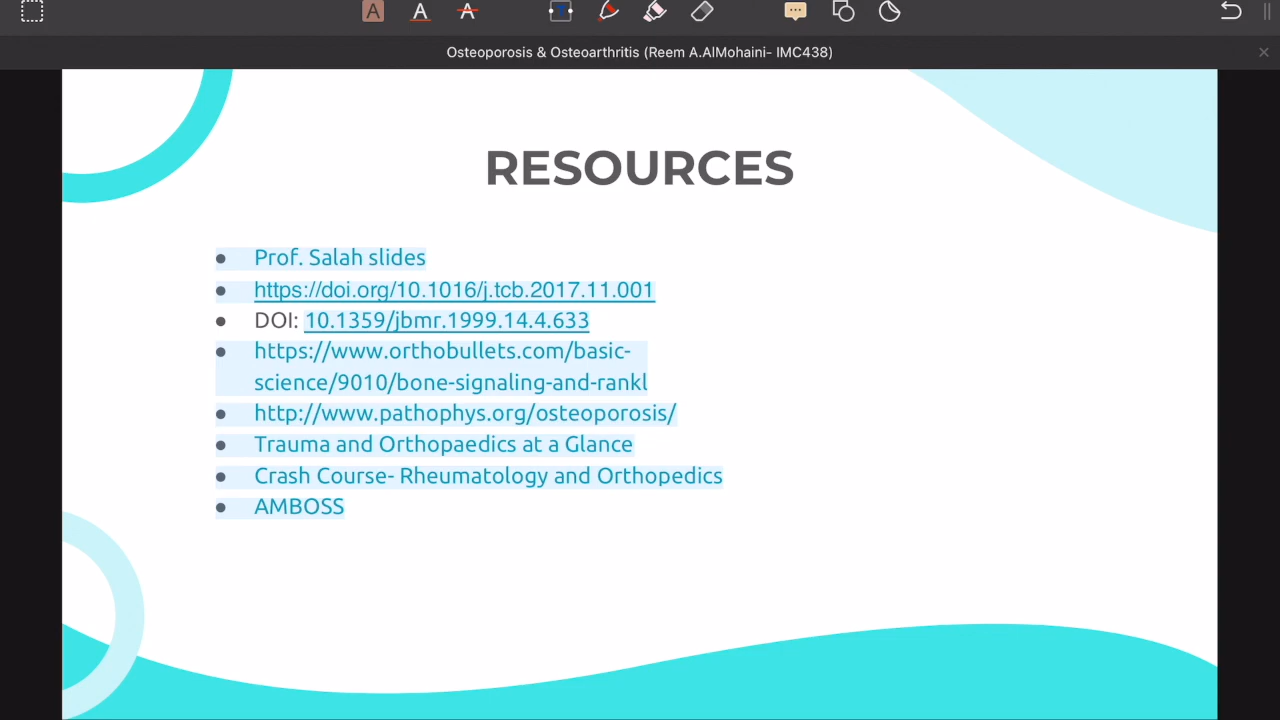 A A A
Osteoporosis & Osteoarthritis (Reem A.AlMohaini- IMC438)
RESOURCES
Prof. Salah slides
https://doi.org/10.1016/j.tcb.2017.11.001
DOI: 10.1359/jbmr.1999.14.4.633
https://www.orthobullets.com/basic-
science/9010/bone-signaling-and-rankl
http://www.pathophys.org/osteoporosis/
Trauma and Orthopaedics at a Glance
Crash Course- Rheumatology and Orthopedics
AMBOSS